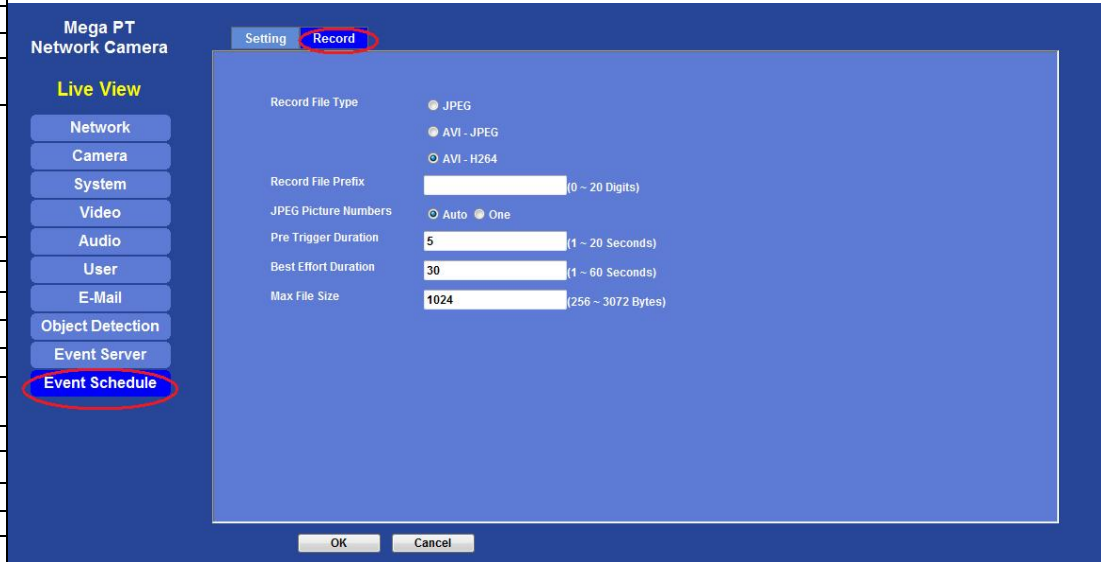 Mega PT
Network Camera
Live View
Network
Camera
System
Video
Audio
User
E-Mail
Object Detection
Event Server
Event Schedule
Setting Record
Record File Type JPEG
AVI - JPEG
AVI - H264
Record File Prefix (0 ~ 20 Digits)
JPEG Picture Numbers Auto One
Pre Trigger Duration 5 (1 ~ 20 Seconds)
Best Effort Duration 30 (1 ~ 60 Seconds)
Max File Size 1024 (256 ~ 3072 Bytes)
OK Cancel